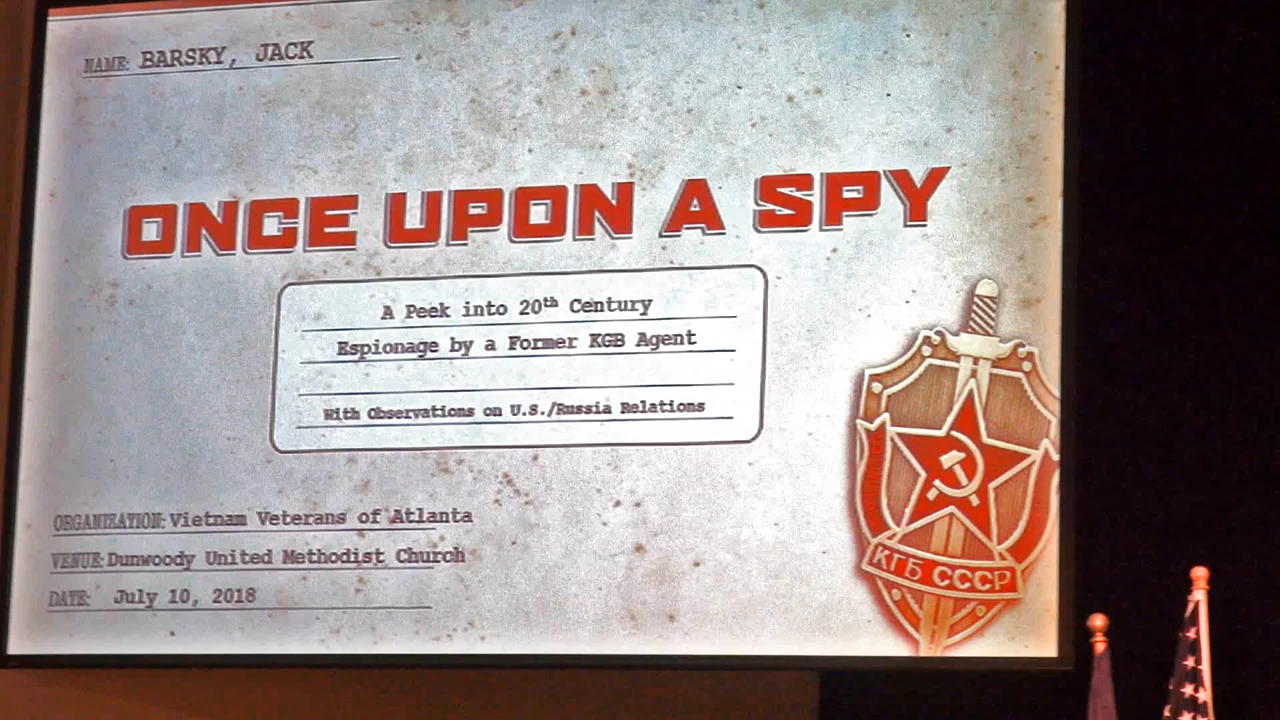 NAME: BARSKY, JACK
ONCE UPON A SPY
A Peek into 20th Century
Espionage by a Former KGB Agent
With Observations on U.S./Russia Relations
ORGANIZATION: Vietnam Veterans of Atlanta
VENUE: Dunwoody United Methodist Church
DATE: July 10, 2018
КГБ СССР